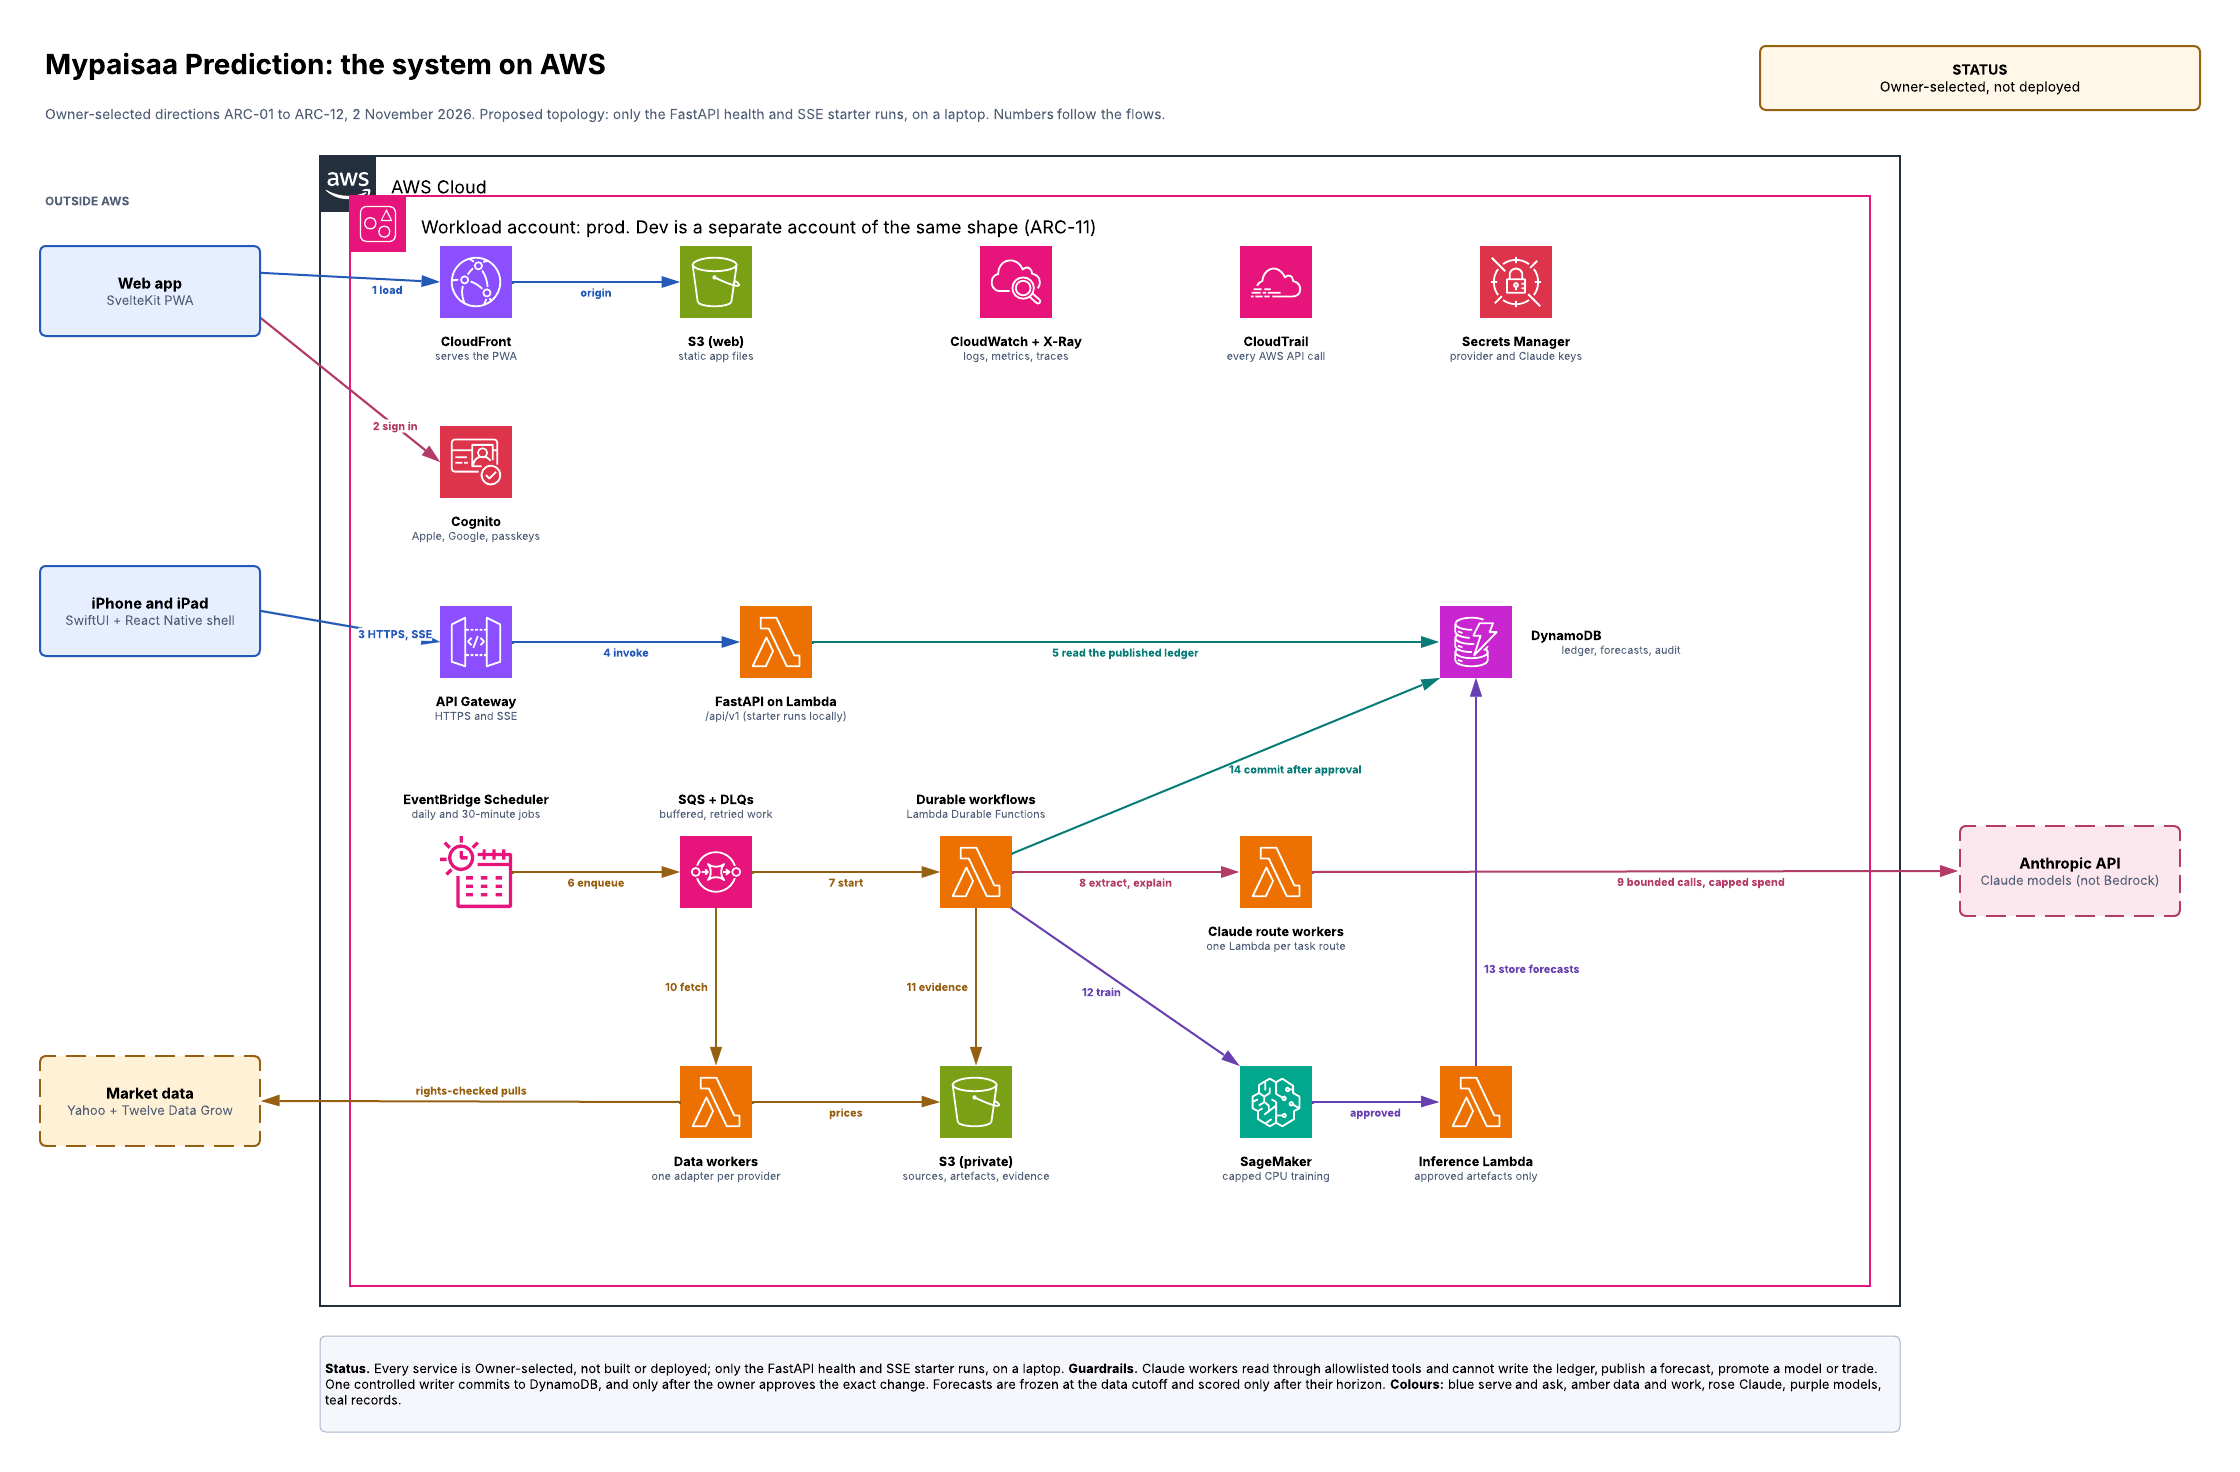 Mypaisaa Prediction: the system on AWS
STATUS
Owner-selected, not deployed
Owner-selected directions ARC-01 to ARC-12, 2 November 2026. Proposed topology: only the FastAPI health and SSE starter runs, on a laptop. Numbers follow the flows.
aws
AWS Cloud
OUTSIDE AWS
Workload account: prod. Dev is a separate account of the same shape (ARC-11)
Web app
SvelteKit PWA
1 load
origin
CloudFront
serves the PWA
S3 (web)
static app files
CloudWatch + X-Ray
logs, metrics, traces
CloudTrail
every AWS API call
Secrets Manager
provider and Claude keys
2 sign in
Cognito
Apple, Google, passkeys
iPhone and iPad
SwiftUI + React Native shell
3 HTTPS, SSE
4 invoke
5 read the published ledger
DynamoDB
ledger, forecasts, audit
API Gateway
HTTPS and SSE
FastAPI on Lambda
/api/v1 (starter runs locally)
14 commit after approval
EventBridge Scheduler
daily and 30-minute jobs
SQS + DLQs
buffered, retried work
Durable workflows
Lambda Durable Functions
6 enqueue
7 start
8 extract, explain
9 bounded calls, capped spend
Anthropic API
Claude models (not Bedrock)
Claude route workers
one Lambda per task route
10 fetch
11 evidence
12 train
13 store forecasts
Market data
Yahoo + Twelve Data Grow
rights-checked pulls
prices
approved
Data workers
one adapter per provider
S3 (private)
sources, artefacts, evidence
SageMaker
capped CPU training
Inference Lambda
approved artefacts only
Status. Every service is Owner-selected, not built or deployed; only the FastAPI health and SSE starter runs, on a laptop. Guardrails. Claude workers read through allowlisted tools and cannot write the ledger, publish a forecast, promote a model or trade.
One controlled writer commits to DynamoDB, and only after the owner approves the exact change. Forecasts are frozen at the data cutoff and scored only after their horizon. Colours: blue serve and ask, amber data and work, rose Claude, purple models,
teal records.